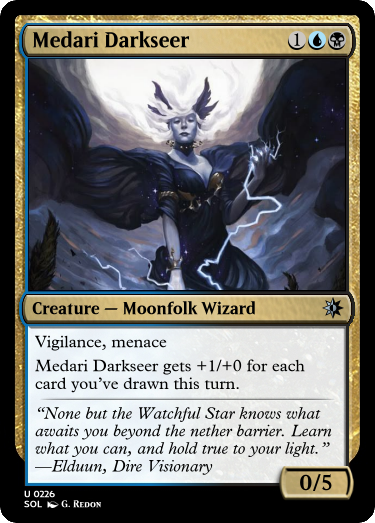 Medari Darkseer 1
Creature — Moonfolk Wizard
Vigilance, menace
Medari Darkseer gets +1/+0 for each
card you've drawn this turn.
“None but the Watchful Star knows what
awaits you beyond the nether barrier. Learn
what you can, and hold true to your light.”
—Elduun, Dire Visionary
0/5
U 0226
SOL G. Redon